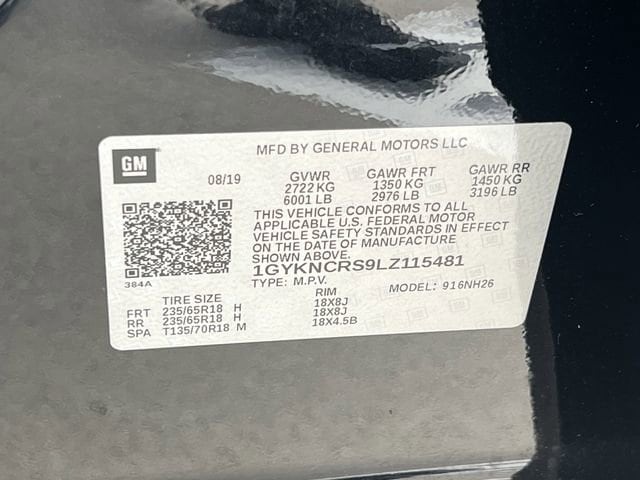 GM
MFD BY GENERAL MOTORS LLC
08/19
GVWR GAWR FRT GAWR RR
2722 KG 1350 KG 1450 KG
6001 LB 2976 LB 3196 LB
THIS VEHICLE CONFORMS TO ALL
APPLICABLE U.S. FEDERAL MOTOR
VEHICLE SAFETY STANDARDS IN EFFECT
ON THE DATE OF MANUFACTURE
SHOWN ABOVE.
1GYKNCRS9LZ115481
384A
TYPE: M.P.V. MODEL: 916NH26
TIRE SIZE RIM
FRT 235/65R18 H 18X8J
RR 235/65R18 H 18X8J
SPA T135/70R18 M 18X4.5B